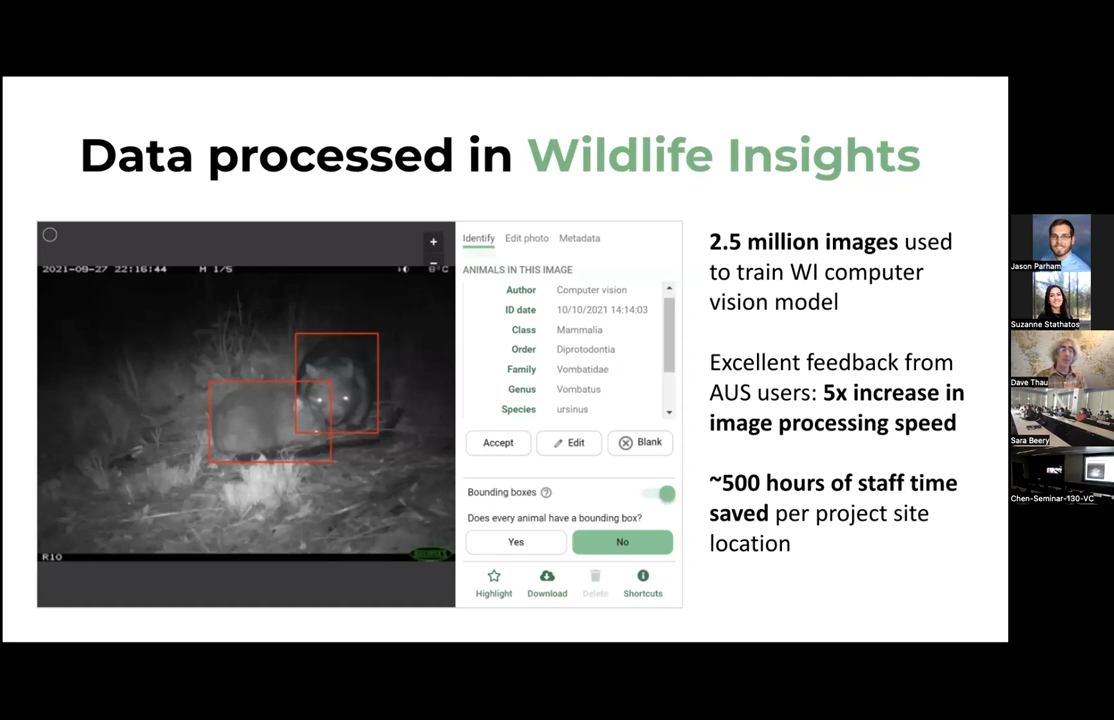 Data processed in Wildlife Insights
2021-09-27 22:16:44 M 1/5 8°C
R10
+
−
Identify Edit photo Metadata
ANIMALS IN THIS IMAGE
Author Computer vision
ID date 10/10/2021 14:14:03
Class Mammalia
Order Diprotodontia
Family Vombatidae
Genus Vombatus
Species ursinus
Accept Edit Blank
Bounding boxes ?
Does every animal have a bounding box?
Yes No
Highlight Download Delete Shortcuts
2.5 million images used
to train WI computer
vision model
Excellent feedback from
AUS users: 5x increase in
image processing speed
~500 hours of staff time
saved per project site
location
Jason Parham
Suzanne Stathatos
Dave Thau
Sara Beery
Chen-Seminar-130-VC